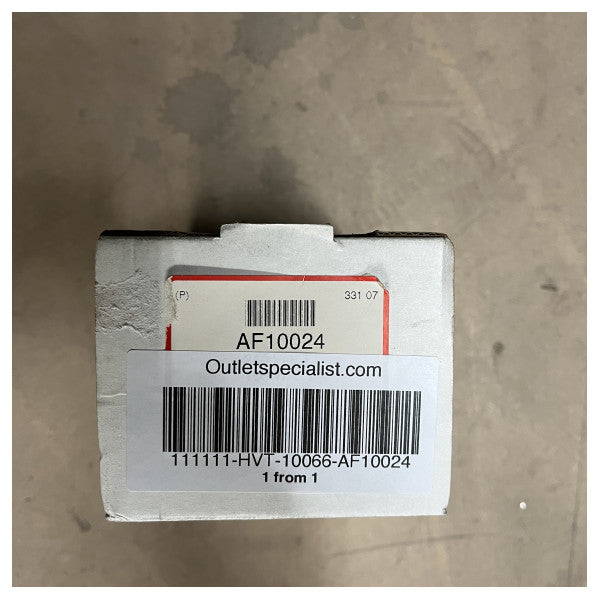 (P) 331 07
AF10024
Outletspecialist.com
111111-HVT-10066-AF10024
1 from 1